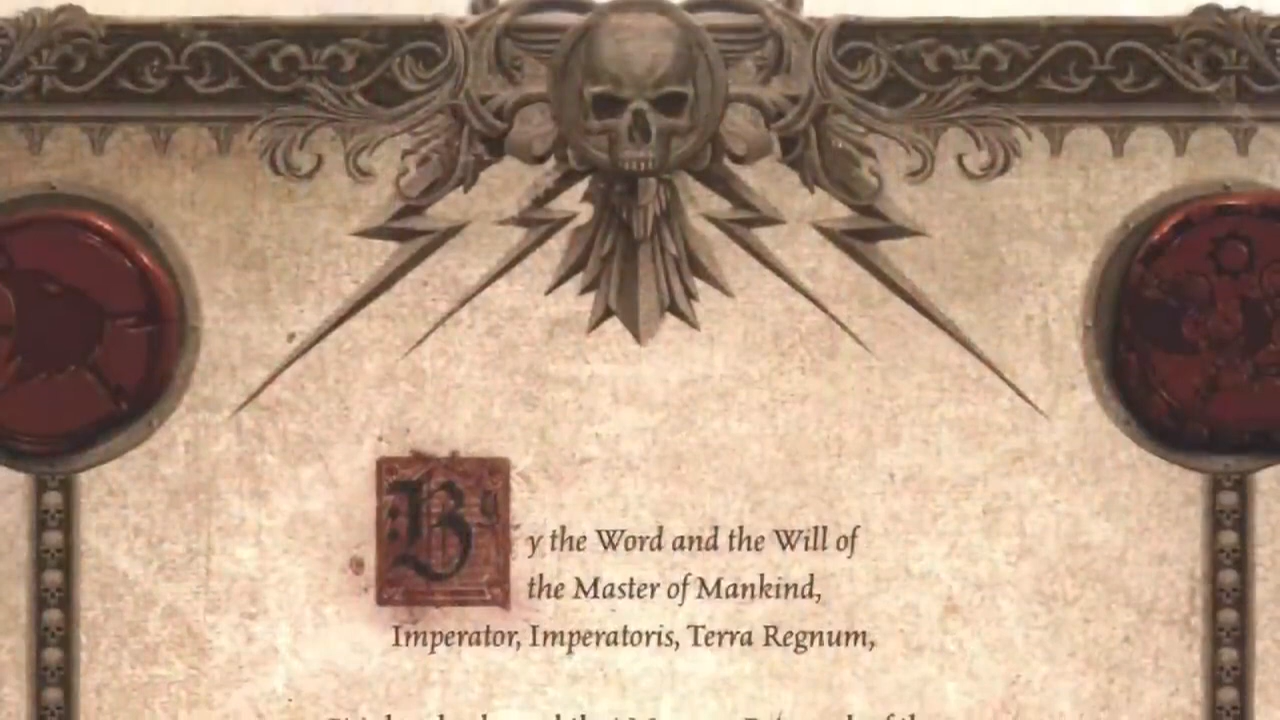 By the Word and the Will of
the Master of Mankind,
Imperator, Imperatoris, Terra Regnum,